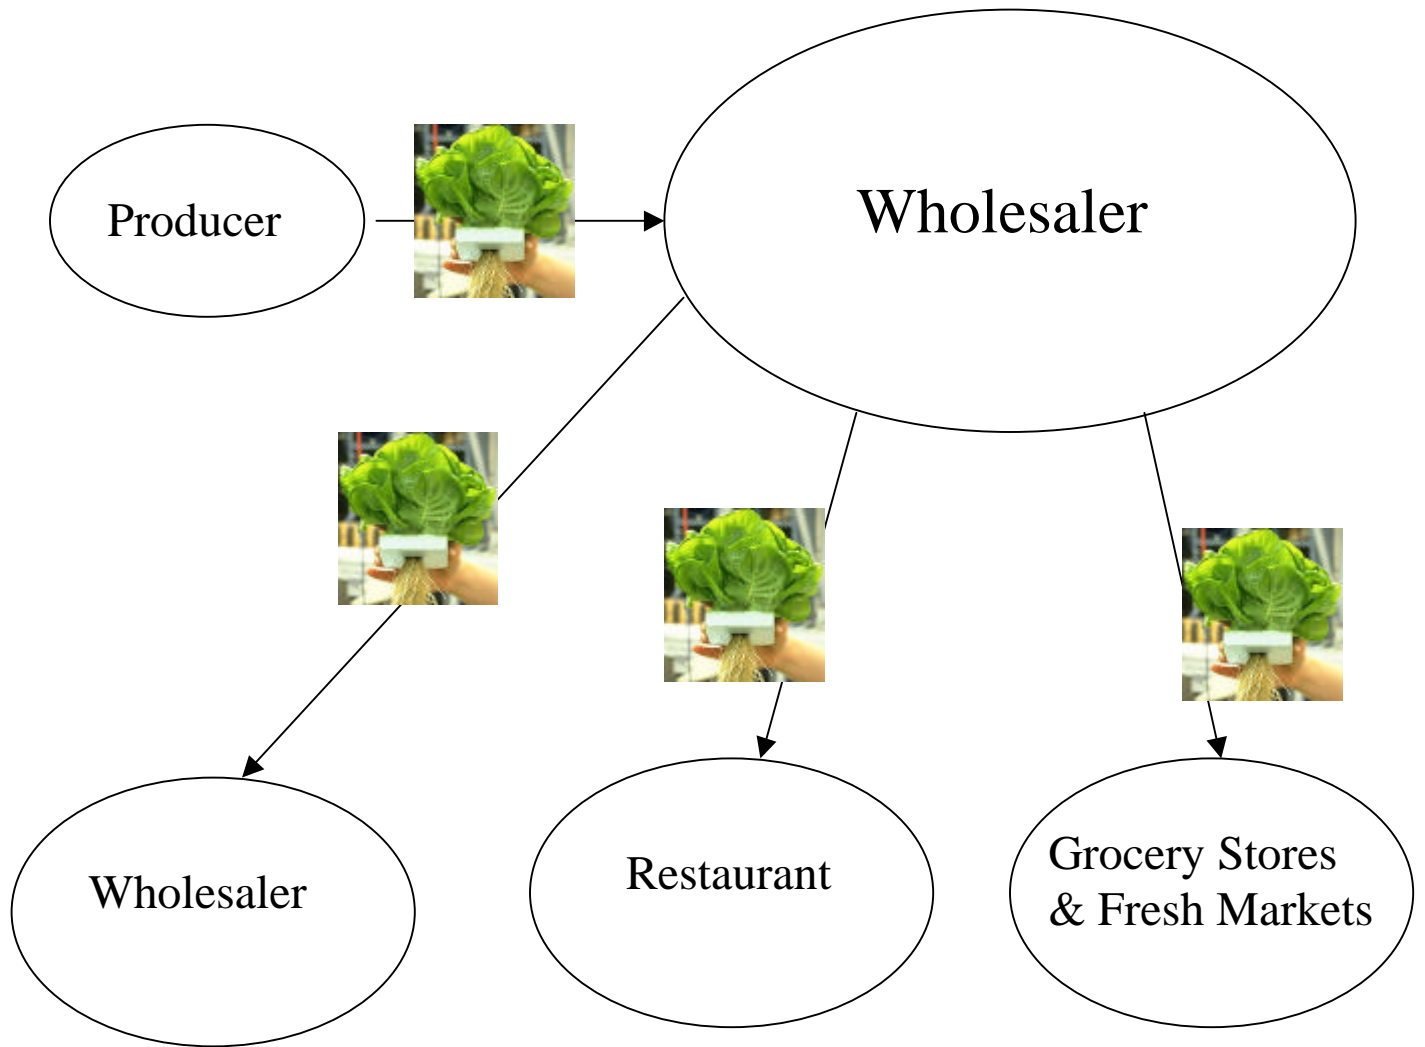 Producer
Wholesaler
Wholesaler
Restaurant
Grocery Stores
& Fresh Markets